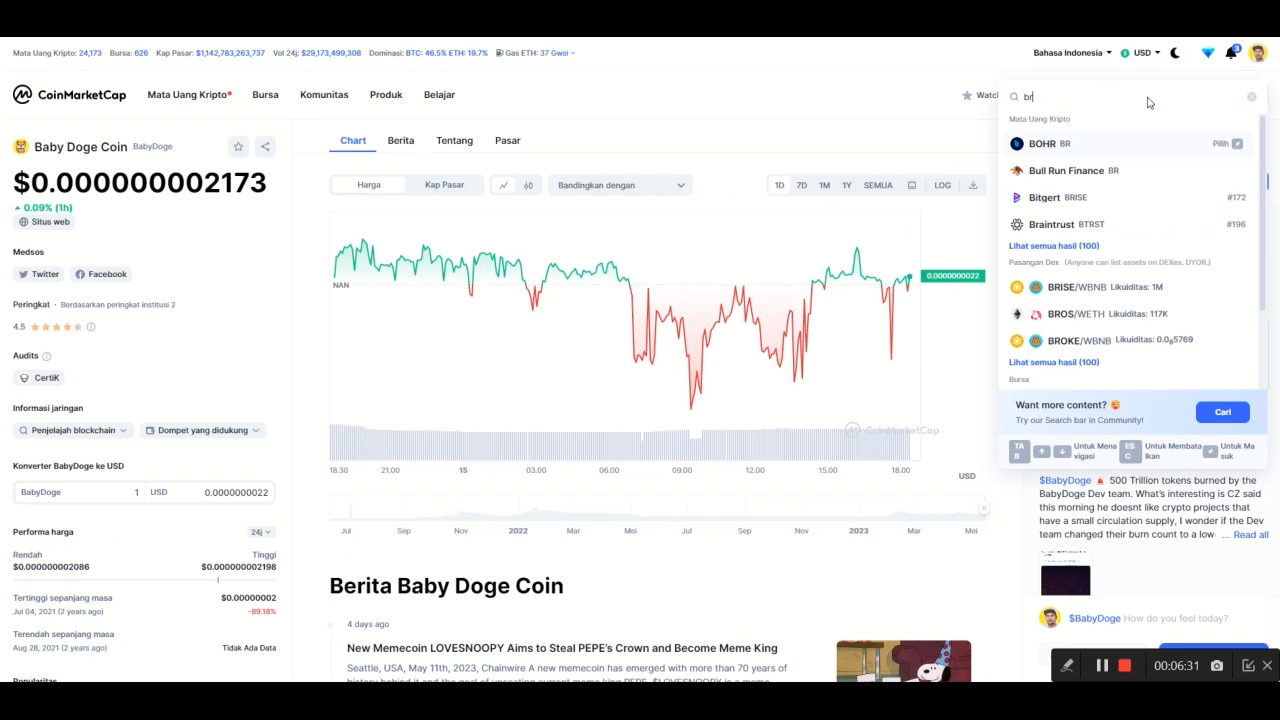 Mata Uang Kripto: 24,173 Bursa: 626 Kap Pasar: $1,142,783,263,737 Vol 24j: $29,173,499,308 Dominasi: BTC: 46.5% ETH: 19.7% Gas ETH: 37 Gwei
Bahasa Indonesia USD 3
CoinMarketCap Mata Uang Kripto Bursa Komunitas Produk Belajar
Watch
br
Mata Uang Kripto
BOHR BR Pilih
Bull Run Finance BR
Bitgert BRISE #172
Braintrust BTRST #196
Lihat semua hasil (100)
Pasangan Dex (Anyone can list assets on DEXes. DYOR.)
BRISE/WBNB Likuiditas: 1M
BROS/WETH Likuiditas: 117K
BROKE/WBNB Likuiditas: 0.0₈5769
Lihat semua hasil (100)
Bursa
Want more content?
Try our Search bar in Community!
Cari
TAB Untuk Menavigasi ESC Untuk Membatalkan Untuk Masuk
Baby Doge Coin BabyDoge
$0.000000002173
0.09% (1h)
Situs web
Medsos
Twitter Facebook
Peringkat · Berdasarkan peringkat institusi 2
4.5
Audits
CertiK
Informasi jaringan
Penjelajah blockchain Dompet yang didukung
Konverter BabyDoge ke USD
BabyDoge 1 USD 0.0000000022
Performa harga 24j
Rendah Tinggi
$0.000000002086 $0.000000002198
Tertinggi sepanjang masa $0.00000002
Jul 04, 2021 (2 years ago) -89.18%
Terendah sepanjang masa
Aug 28, 2021 (2 years ago) Tidak Ada Data
Popularitas
Chart Berita Tentang Pasar
Harga Kap Pasar Bandingkan dengan 1D 7D 1M 1Y SEMUA LOG
NAN
0.0000000022
CoinMarketCap
18.30 21:00 15 03.00 06.00 09.00 12.00 15.00 18.00
USD
Jul Sep Nov 2022 Mar Mei Jul Sep Nov 2023 Mar Mei
Berita Baby Doge Coin
4 days ago
New Memecoin LOVESNOOPY Aims to Steal PEPE's Crown and Become Meme King
Seattle, USA, May 11th, 2023, Chainwire A new memecoin has emerged with more than 70 years of
$BabyDoge 500 Trillion tokens burned by the
BabyDoge Dev team. What's interesting is CZ said
this morning he doesnt like crypto projects that
have a small circulation supply, I wonder if the Dev
team changed their burn count to a low ... Read all
$BabyDoge How do you feel today?
00:06:31